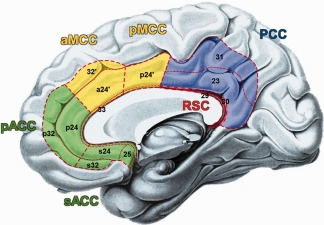 pMCC
aMCC
PCC
31
32'
a24'
p24'
23
29
30
33
RSC
pACC
p32
p24
s24
25
s32
sACC